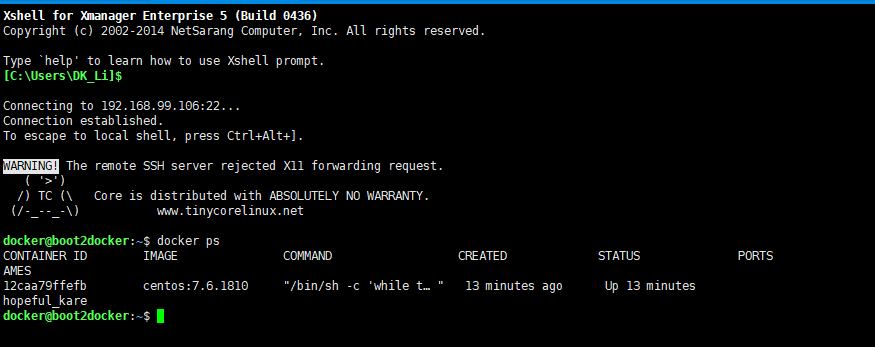 Xshell for Xmanager Enterprise 5 (Build 0436)
Copyright (c) 2002-2014 NetSarang Computer, Inc. All rights reserved.
Type `help' to learn how to use Xshell prompt.
[C:\Users\DK_Li]$
Connecting to 192.168.99.106:22...
Connection established.
To escape to local shell, press Ctrl+Alt+].
WARNING! The remote SSH server rejected X11 forwarding request.
( '>')
/) TC (\   Core is distributed with ABSOLUTELY NO WARRANTY.
(/-_--_-\)           www.tinycorelinux.net
docker@boot2docker:~$ docker ps
CONTAINER ID        IMAGE               COMMAND                  CREATED             STATUS              PORTS
AMES
12caa79ffefb        centos:7.6.1810     "/bin/sh -c 'while t… "   13 minutes ago      Up 13 minutes
hopeful_kare
docker@boot2docker:~$